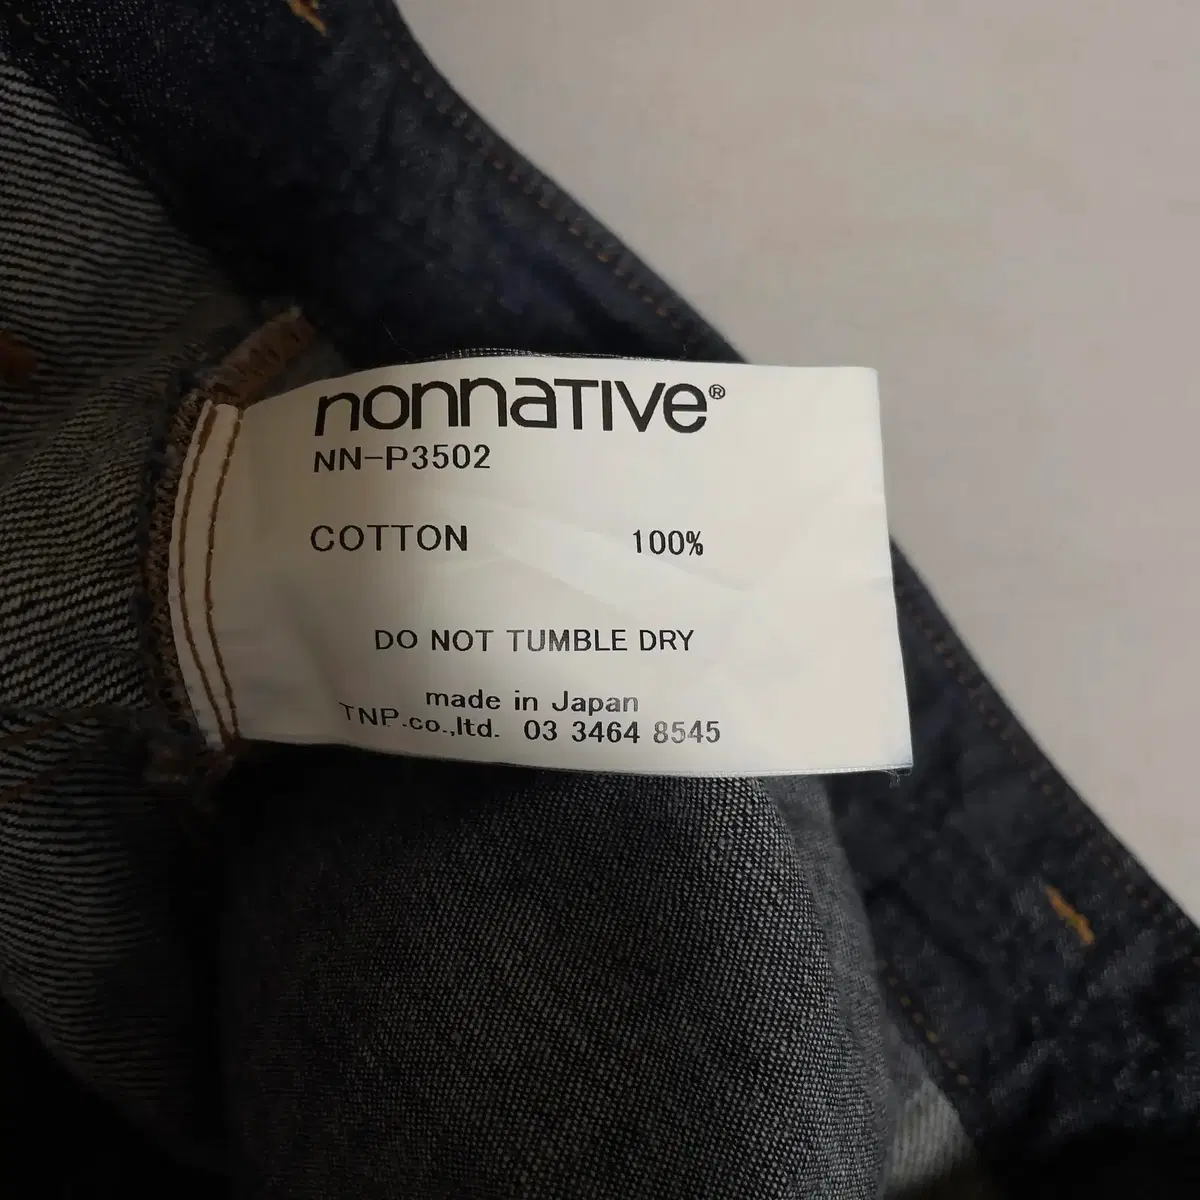 nonnative®
NN-P3502
COTTON 100%
DO NOT TUMBLE DRY
made in Japan
TNP.co.,ltd. 03 3464 8545